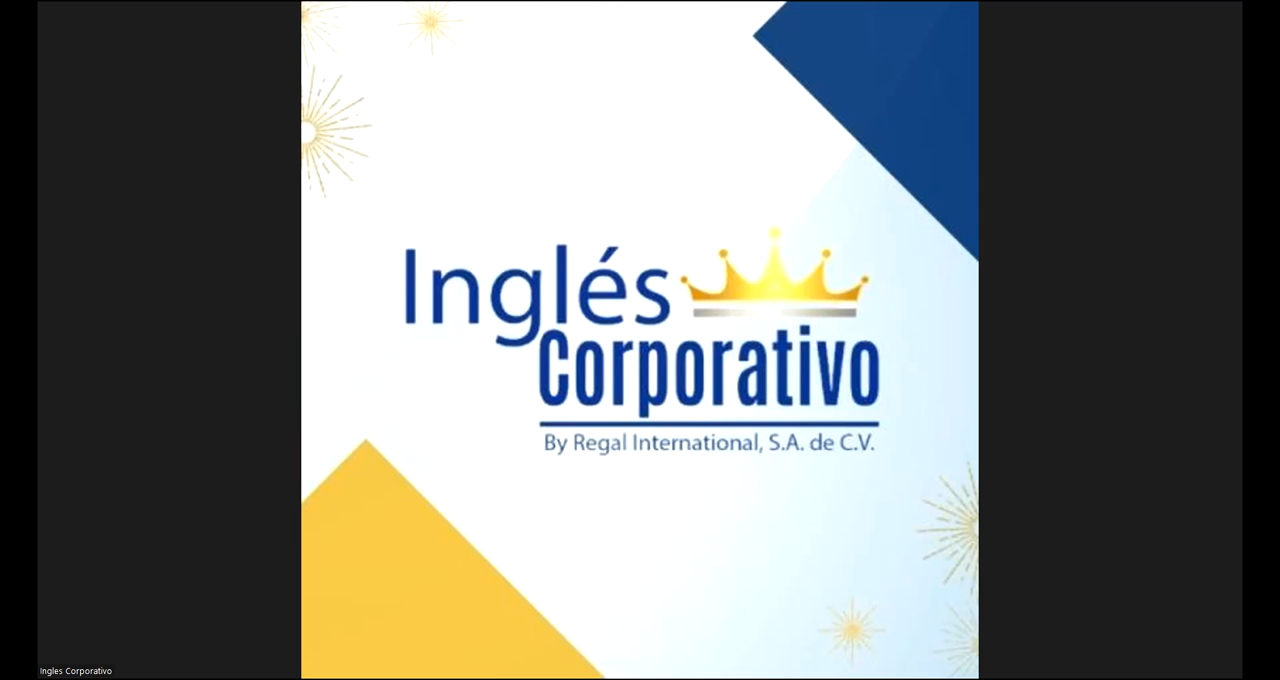 Inglés
Corporativo
By Regal International, S.A. de C.V.
Ingles Corporativo